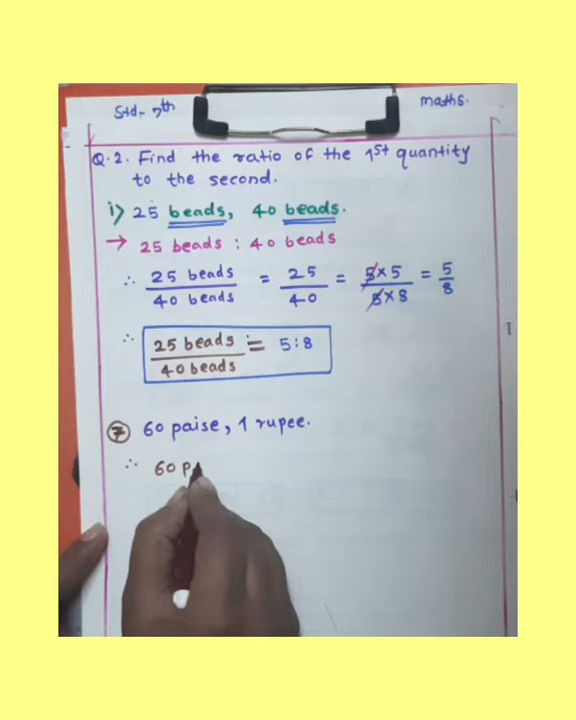 Std- 7th
maths.
Q.2. Find the ratio of the 1st quantity
to the second.
i) 25 beads, 40 beads.
→ 25 beads : 40 beads
∴ 25 beads / 40 beads = 25 / 40 = 5×5 / 5×8 = 5 / 8
∴ 25 beads / 40 beads = 5:8
7 60 paise, 1 rupee.
∴ 60 p